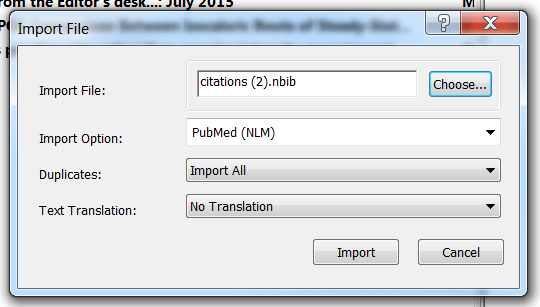 rom the Editor's desk...: July 2015
M
Import File
?
X
Import File:
citations (2).nbib
Choose...
Import Option:
PubMed (NLM)
Duplicates:
Import All
Text Translation:
No Translation
Import
Cancel